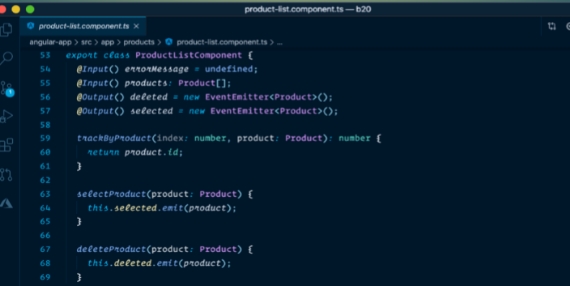 product-list.component.ts — b20
product-list.component.ts ×
angular-app > src > app > products > product-list.component.ts > ...
53 export class ProductListComponent {
54 @Input() errorMessage = undefined;
55 @Input() products: Product[];
56 @Output() deleted = new EventEmitter<Product>();
57 @Output() selected = new EventEmitter<Product>();
58
59 trackByProduct(index: number, product: Product): number {
60 return product.id;
61 }
62
63 selectProduct(product: Product) {
64 this.selected.emit(product);
65 }
66
67 deleteProduct(product: Product) {
68 this.deleted.emit(product);
69 }